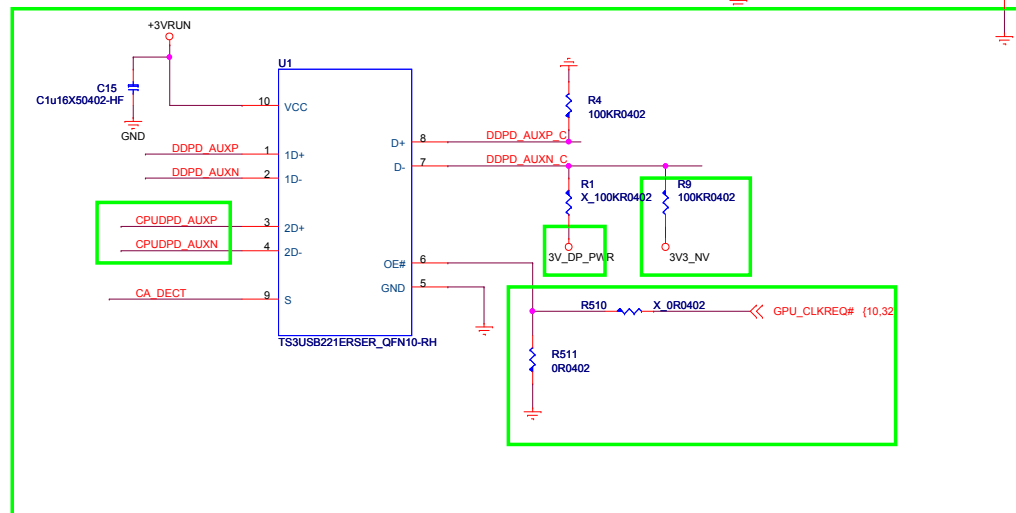 +3VRUN
U1
C15
C1u16X50402-HF
GND
10 VCC
DDPD_AUXP 1 1D+
DDPD_AUXN 2 1D-
CPUDPD_AUXP 3 2D+
CPUDPD_AUXN 4 2D-
CA_DECT 9 S
D+ 8 DDPD_AUXP_C
D- 7 DDPD_AUXN_C
OE# 6
GND 5
TS3USB221ERSER_QFN10-RH
R4
100KR0402
R1
X_100KR0402
3V_DP_PWR
R9
100KR0402
3V3_NV
R510 X_0R0402 GPU_CLKREQ# {10,32
R511
0R0402